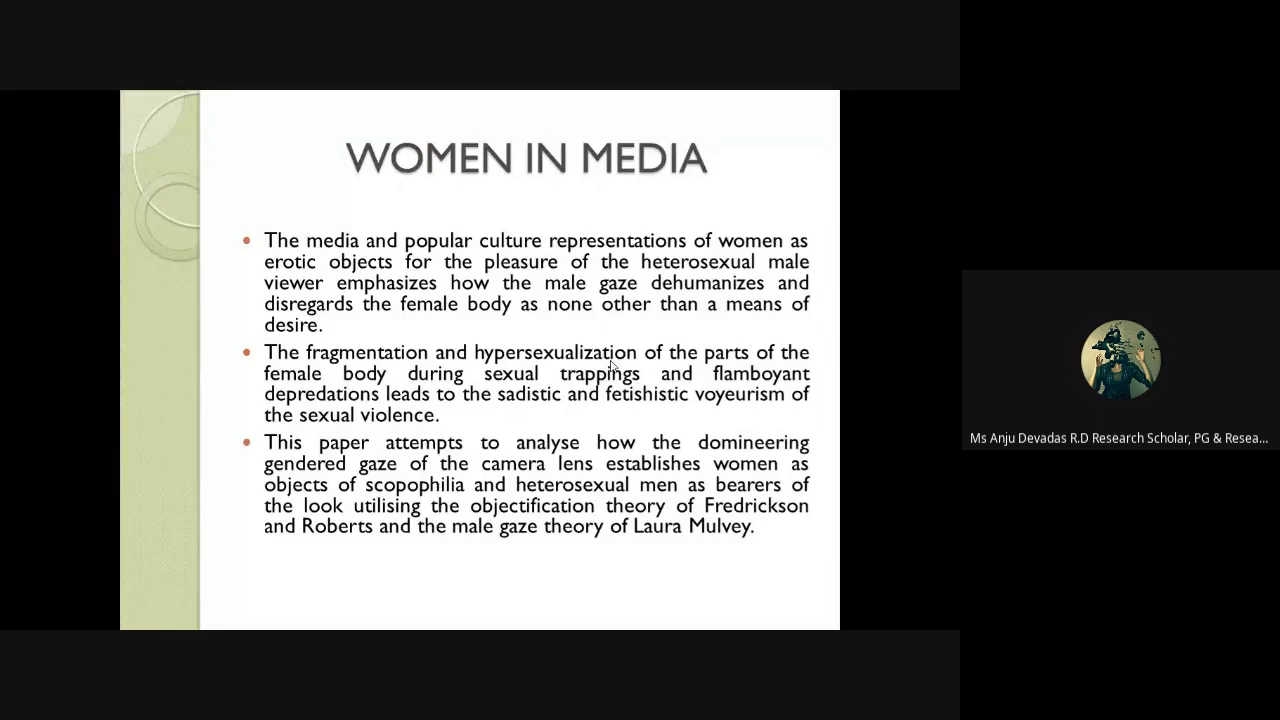 WOMEN IN MEDIA
• The media and popular culture representations of women as
erotic objects for the pleasure of the heterosexual male
viewer emphasizes how the male gaze dehumanizes and
disregards the female body as none other than a means of
desire.
• The fragmentation and hypersexualization of the parts of the
female body during sexual trappings and flamboyant
depredations leads to the sadistic and fetishistic voyeurism of
the sexual violence.
• This paper attempts to analyse how the domineering
gendered gaze of the camera lens establishes women as
objects of scopophilia and heterosexual men as bearers of
the look utilising the objectification theory of Fredrickson
and Roberts and the male gaze theory of Laura Mulvey.
Ms Anju Devadas R.D Research Scholar, PG & Resea...